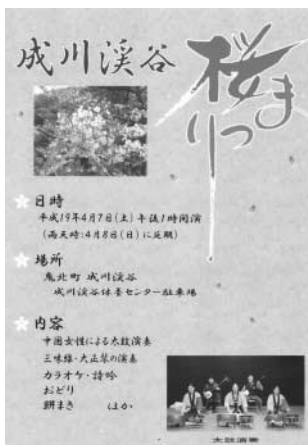 成川渓谷
桜まつり
日時
平成19年4月7日(土)午後1時開演
(雨天時:4月8日(日)に延期)
場所
鬼北町 成川渓谷
成川渓谷休養センター駐車場
内容
中国女性による太鼓演奏
三味線・大正琴の演奏
カラオケ・詩吟
おどり
餅まき ほか
太鼓演奏